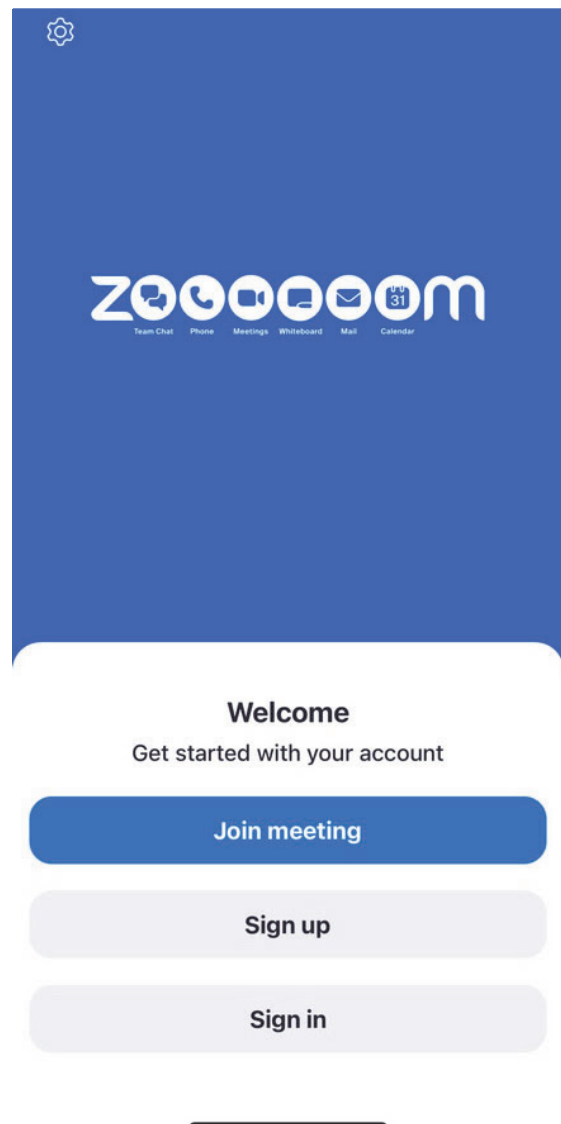 zoooooom
Team Chat Phone Meetings Whiteboard Mail Calendar
31
Welcome
Get started with your account
Join meeting
Sign up
Sign in